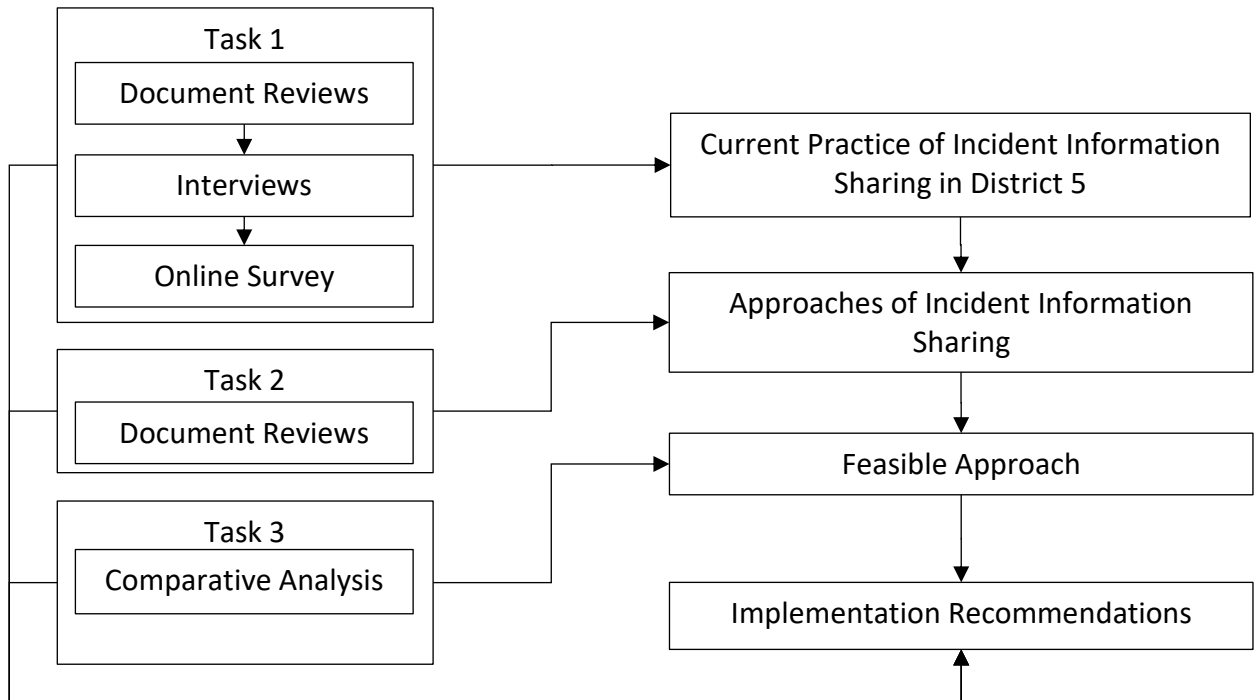 Task 1
Document Reviews
Interviews
Online Survey
Task 2
Document Reviews
Task 3
Comparative Analysis
Current Practice of Incident Information
Sharing in District 5
Approaches of Incident Information
Sharing
Feasible Approach
Implementation Recommendations